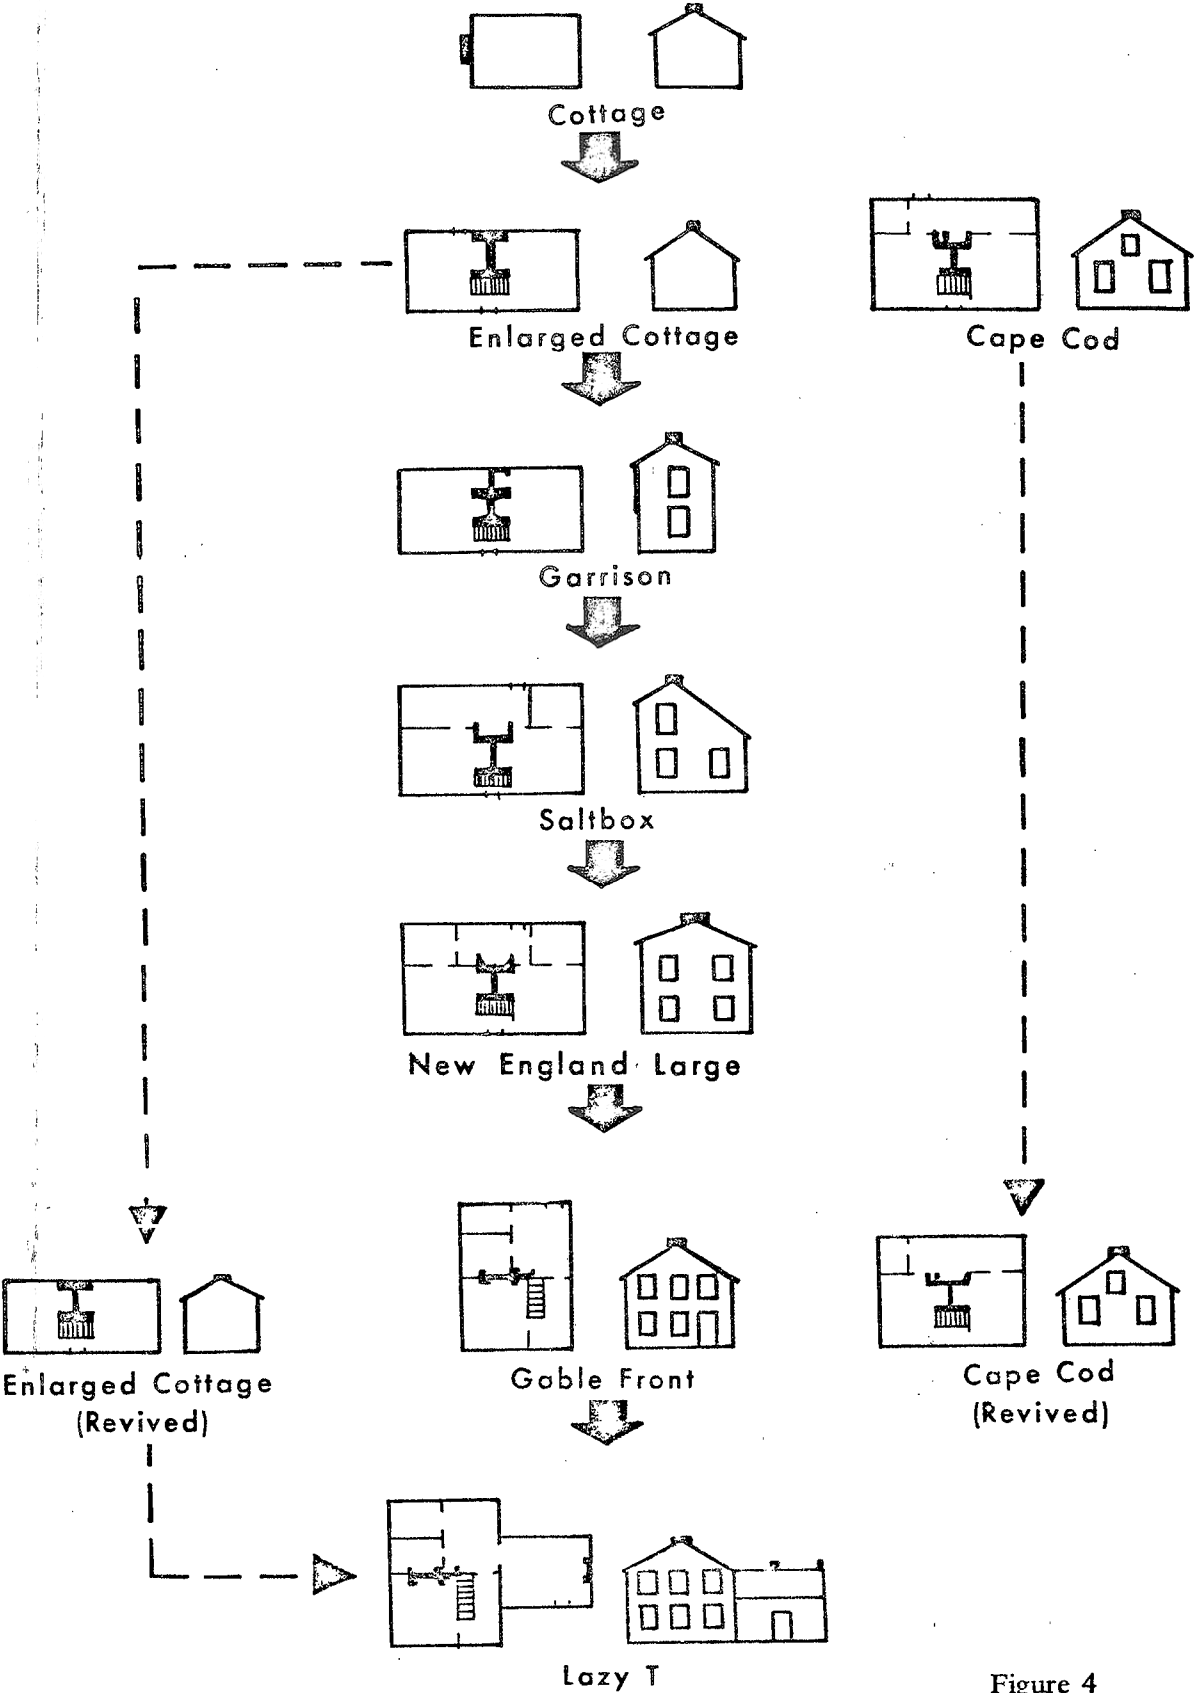 Cottage
Enlarged Cottage
Cape Cod
Garrison
Saltbox
New England Large
Enlarged Cottage
(Revived)
Gable Front
Cape Cod
(Revived)
Lazy T
Figure 4